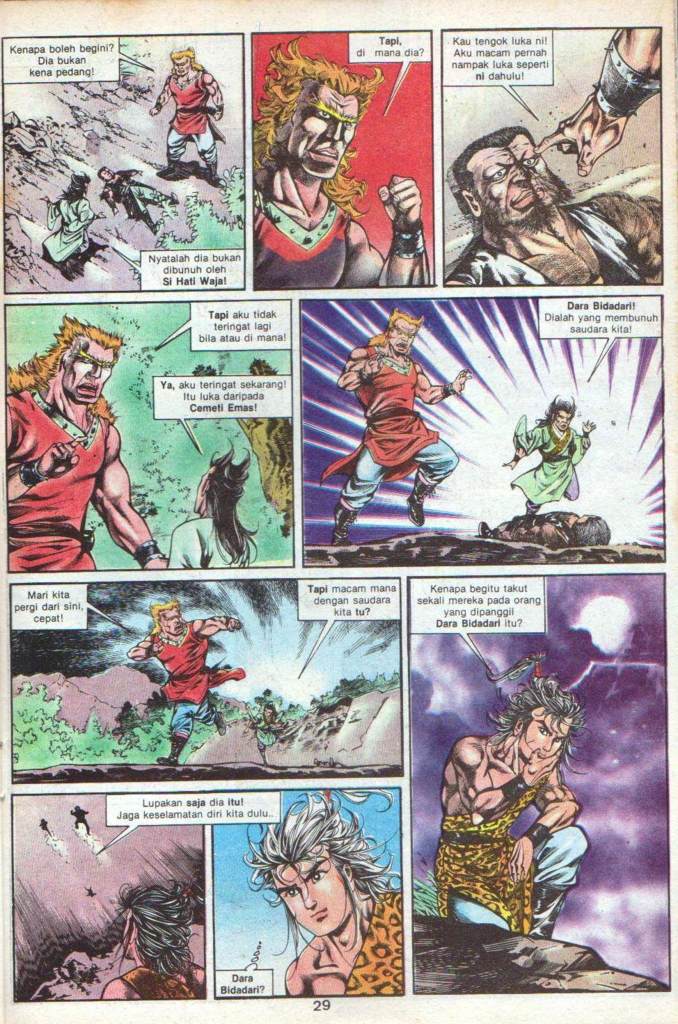 Kenapa boleh begini?
Dia bukan
kena pedang!
Nyatalah dia bukan
dibunuh oleh
Si Hati Waja!
Tapi,
di mana dia?
Kau tengok luka ni!
Aku macam pernah
nampak luka seperti
ni dahulu!
Tapi aku tidak
teringat lagi
bila atau di mana!
Ya, aku teringat sekarang!
Itu luka daripada
Cemeti Emas!
Dara Bidadari!
Dialah yang membunuh
saudara kita!
Mari kita
pergi dari sini,
cepat!
Tapi macam mana
dengan saudara
kita tu?
Lupakan saja dia itu!
Jaga keselamatan diri kita dulu..
Dara
Bidadari?
Kenapa begitu takut
sekali mereka pada orang
yang dipanggil
Dara Bidadari itu?
29